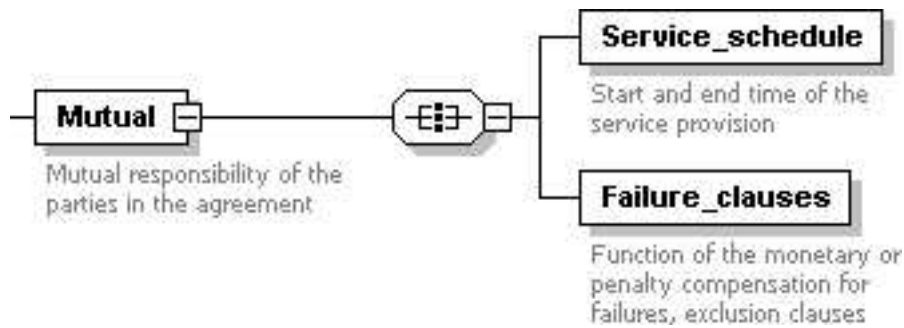 Mutual
Mutual responsibility of the
parties in the agreement
Service_schedule
Start and end time of the
service provision
Failure_clauses
Function of the monetary or
penalty compensation for
failures, exclusion clauses